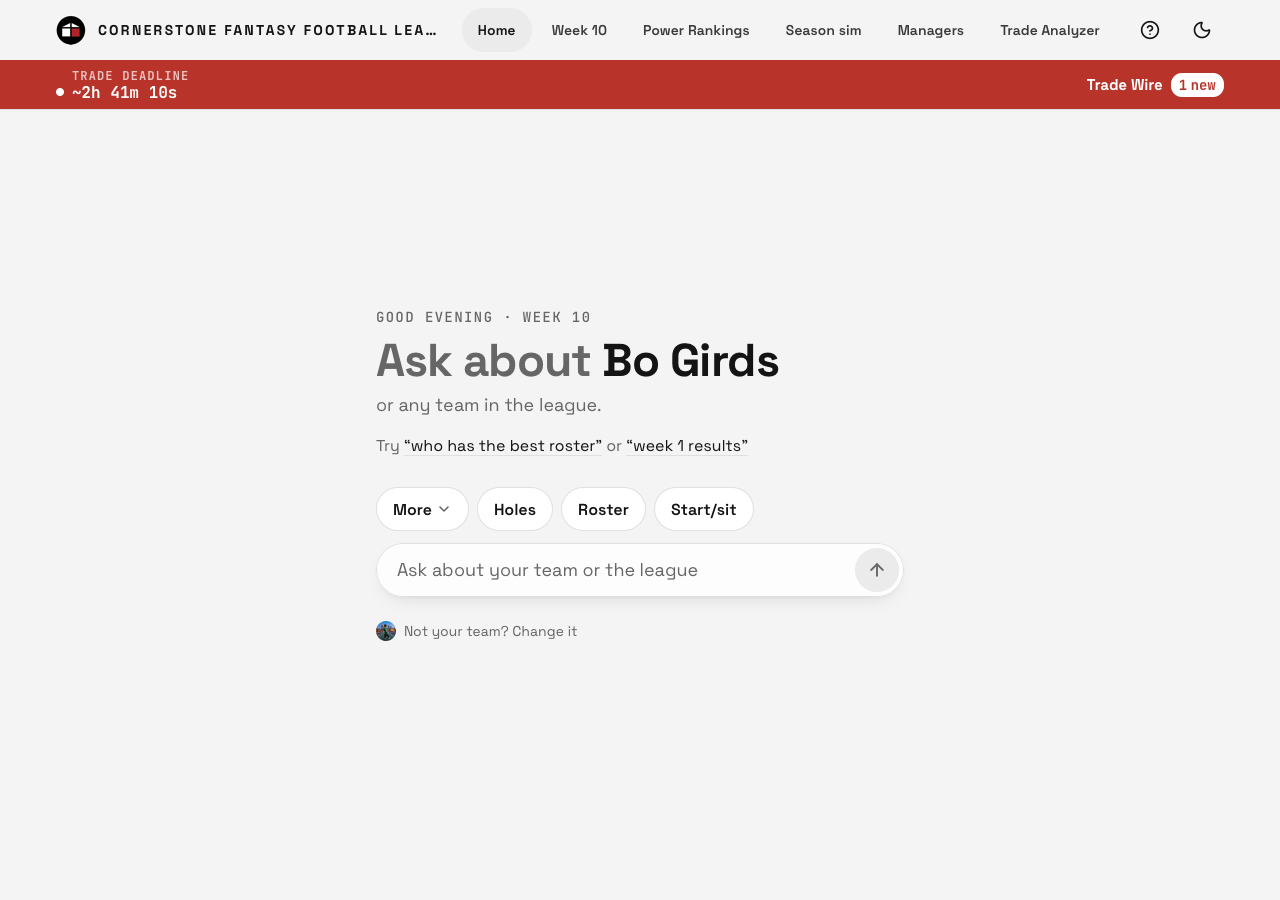 CORNERSTONE FANTASY FOOTBALL LEA…
Home
Week 10
Power Rankings
Season sim
Managers
Trade Analyzer
TRADE DEADLINE
~2h 41m 10s
Trade Wire
1 new
GOOD EVENING · WEEK 10
Ask about Bo Girds
or any team in the league.
Try “who has the best roster” or “week 1 results”
More
Holes
Roster
Start/sit
Ask about your team or the league
Not your team? Change it